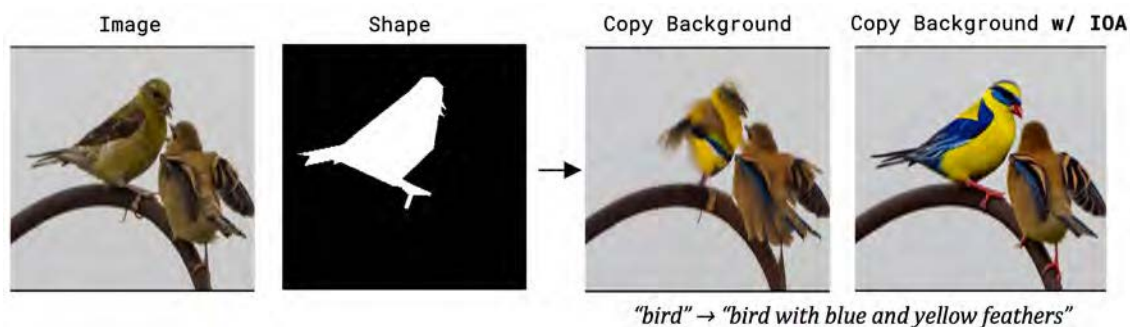 Image
Shape
Copy Background
Copy Background w/ IOA
"bird" → "bird with blue and yellow feathers"